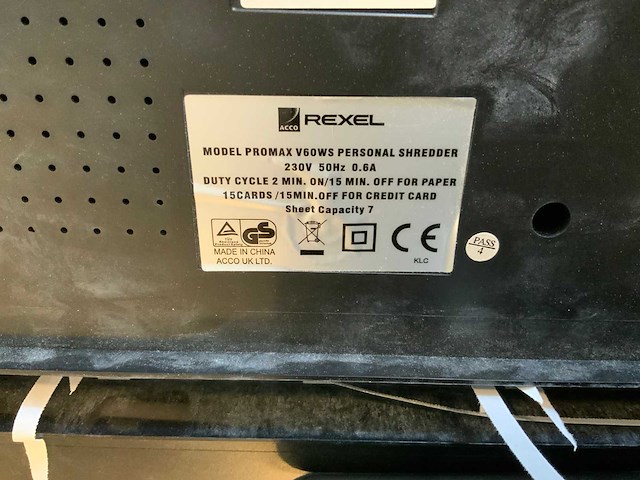 ACCO REXEL
MODEL PROMAX V60WS PERSONAL SHREDDER
230V 50Hz 0.6A
DUTY CYCLE 2 MIN. ON/15 MIN. OFF FOR PAPER
15CARDS/15MIN.OFF FOR CREDIT CARD
Sheet Capacity 7
GS CE
MADE IN CHINA
ACCO UK LTD.
KLC
PASS
4